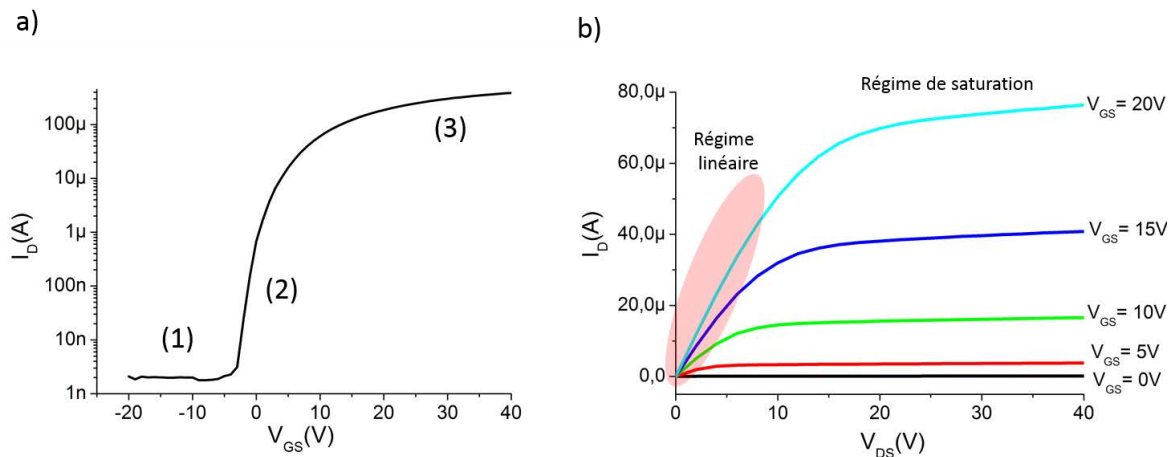 a)
I_D(A)
100µ
10µ
1µ
100n
10n
1n
(1)
(2)
(3)
-20 -10 0 10 20 30 40
V_GS(V)
b)
Régime de saturation
Régime
linéaire
I_D(A)
80,0µ
60,0µ
40,0µ
20,0µ
0,0
V_GS= 20V
V_GS= 15V
V_GS= 10V
V_GS= 5V
V_GS= 0V
0 10 20 30 40
V_DS(V)